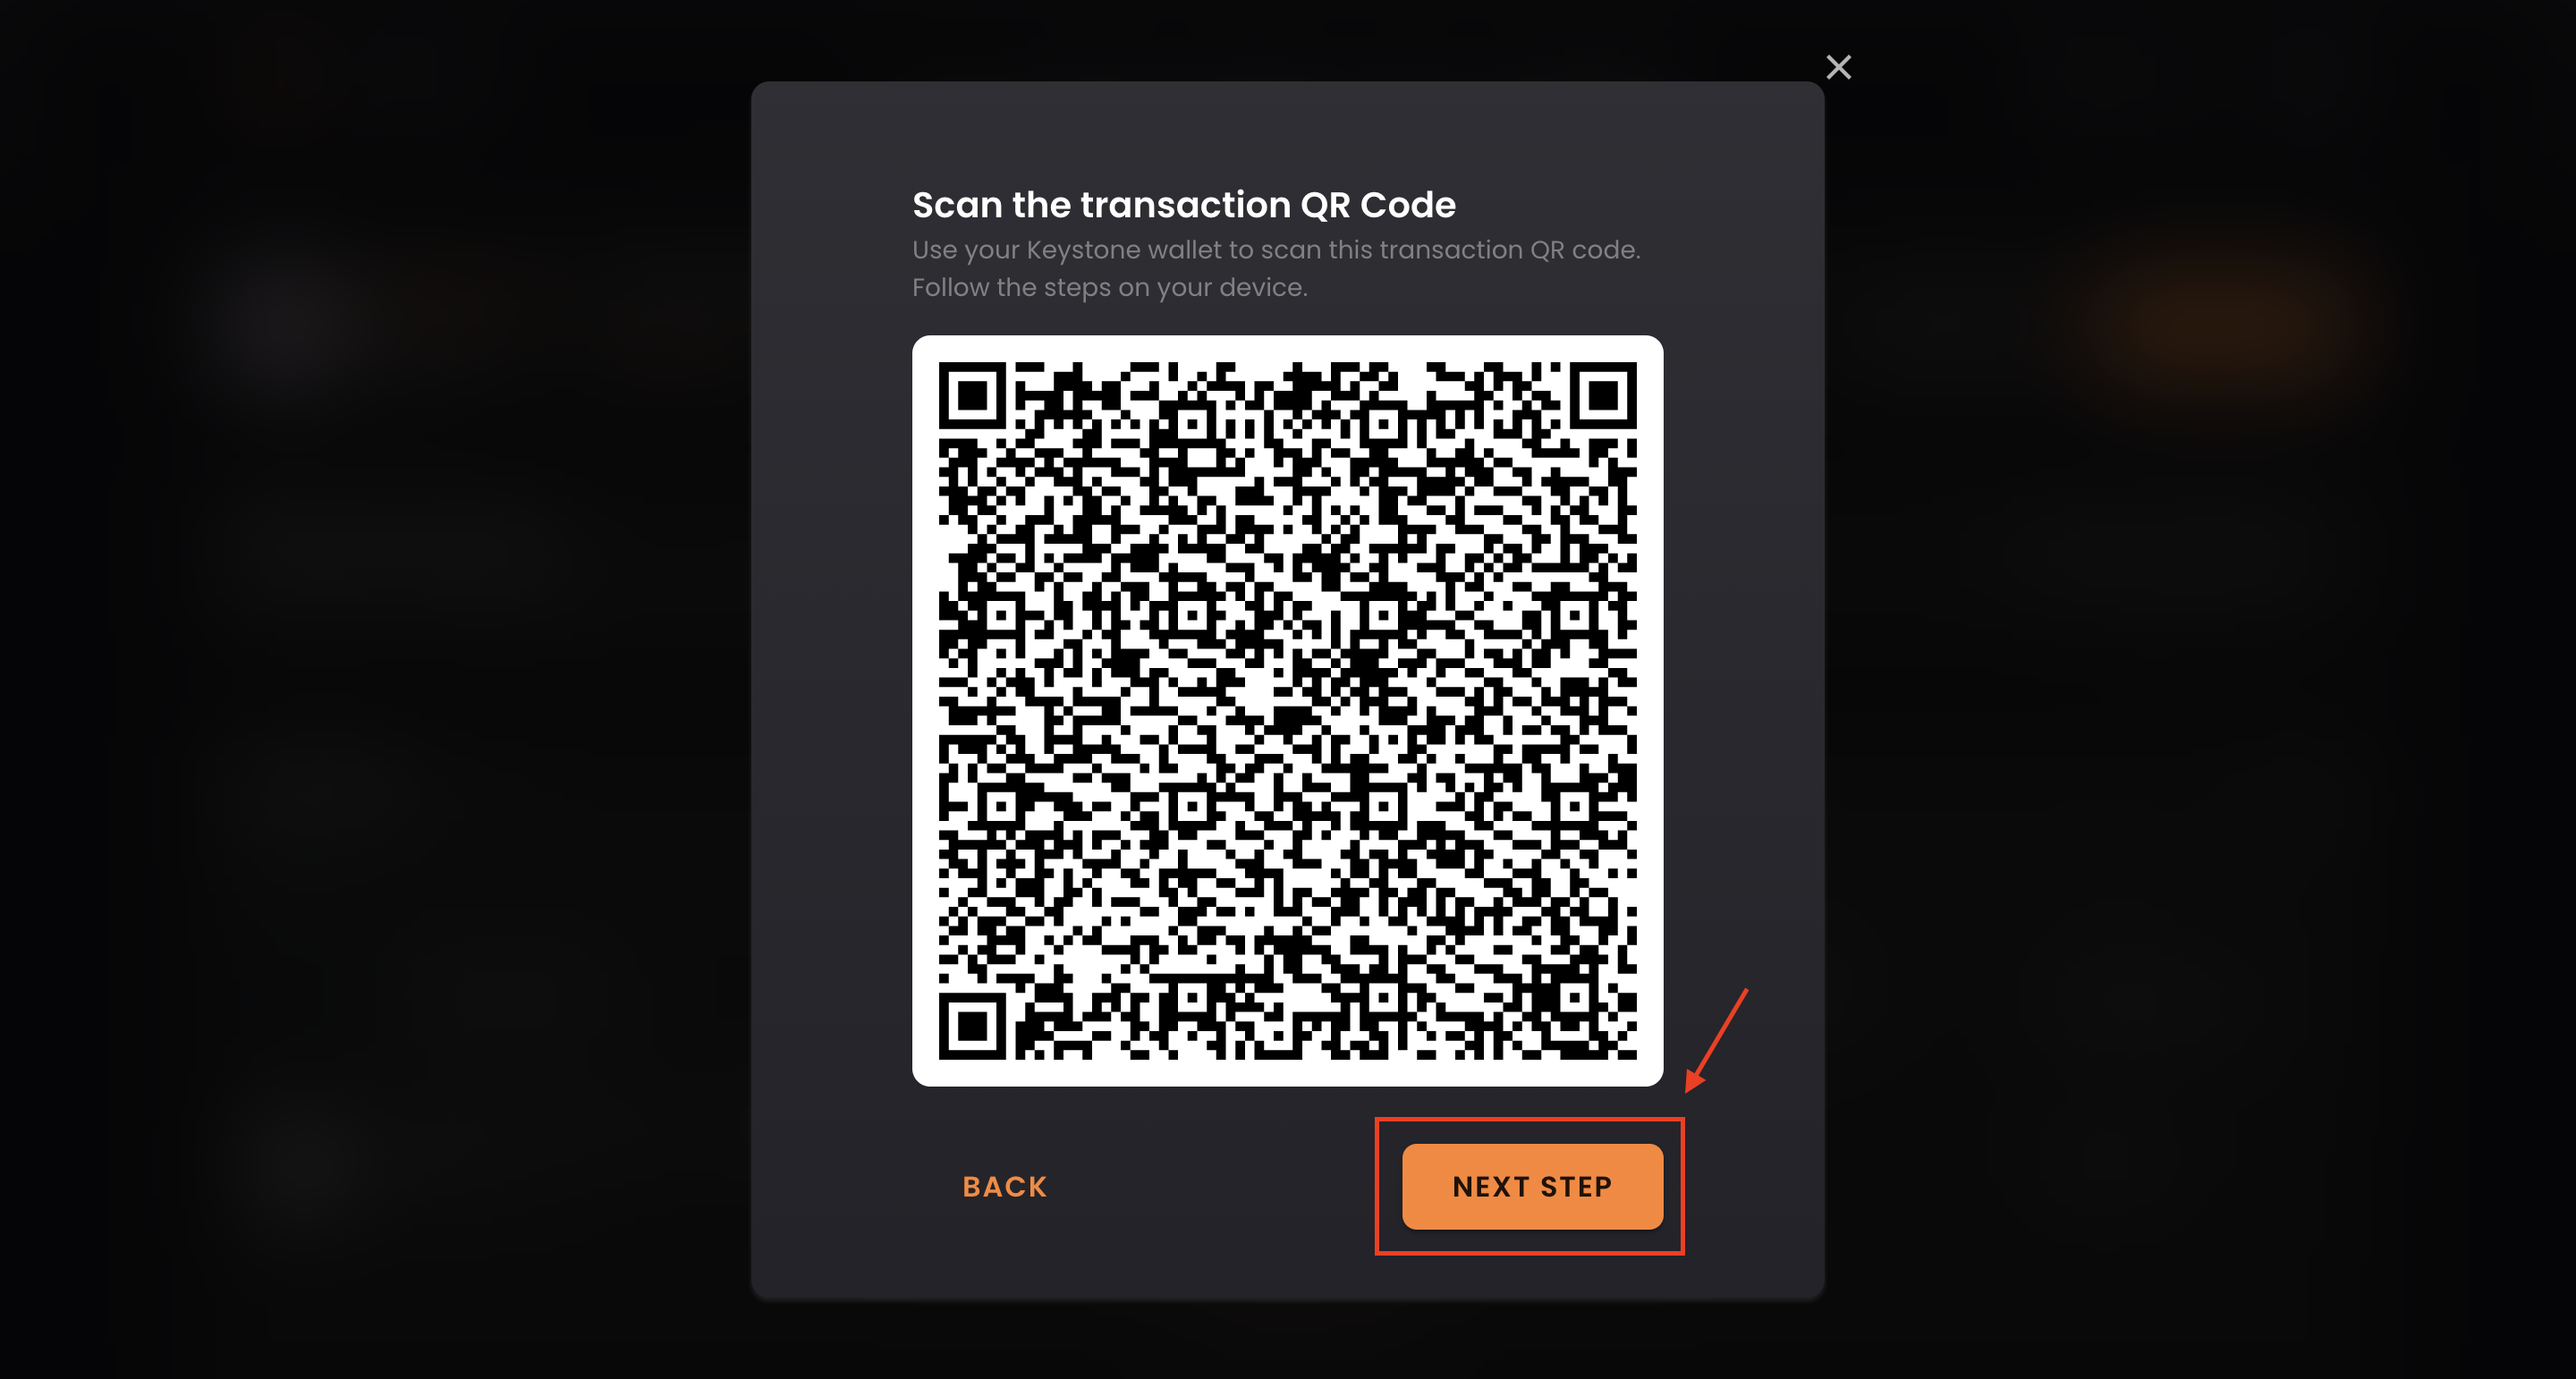 Scan the transaction QR Code
Use your Keystone wallet to scan this transaction QR code.
Follow the steps on your device.
BACK
NEXT STEP